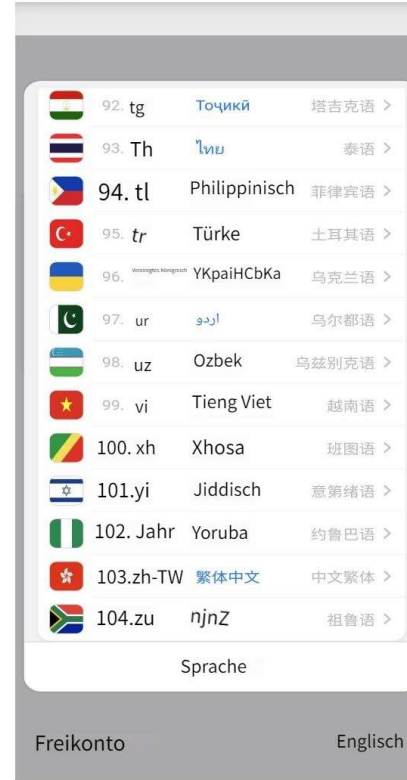 92. tg Тоҷикӣ 塔吉克语 >
93. Th ไทย 泰语 >
94. tl Philippinisch 菲律宾语 >
95. tr Türke 土耳其语 >
96. Vereinigtes Königreich YKpaiHCbKa 乌克兰语 >
97. ur اردو 乌尔都语 >
98. uz Ozbek 乌兹别克语 >
99. vi Tieng Viet 越南语 >
100. xh Xhosa 班图语 >
101.yi Jiddisch 意第绪语 >
102. Jahr Yoruba 约鲁巴语 >
103.zh-TW 繁体中文 中文繁体 >
104.zu njnZ 祖鲁语 >
Sprache
Freikonto Englisch